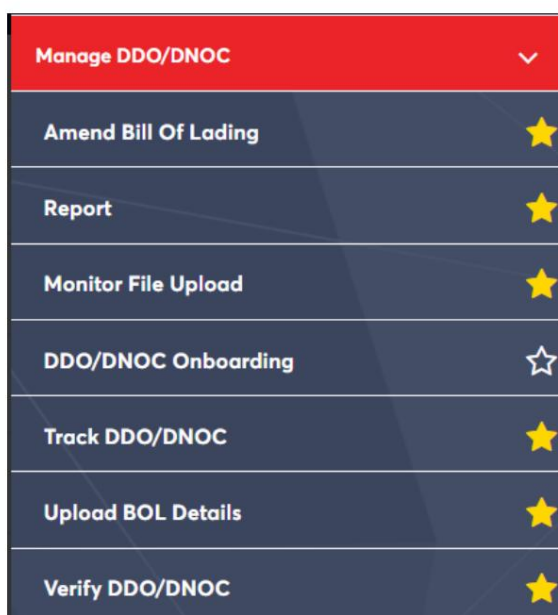 Manage DDO/DNOC
Amend Bill Of Lading
Report
Monitor File Upload
DDO/DNOC Onboarding
Track DDO/DNOC
Upload BOL Details
Verify DDO/DNOC